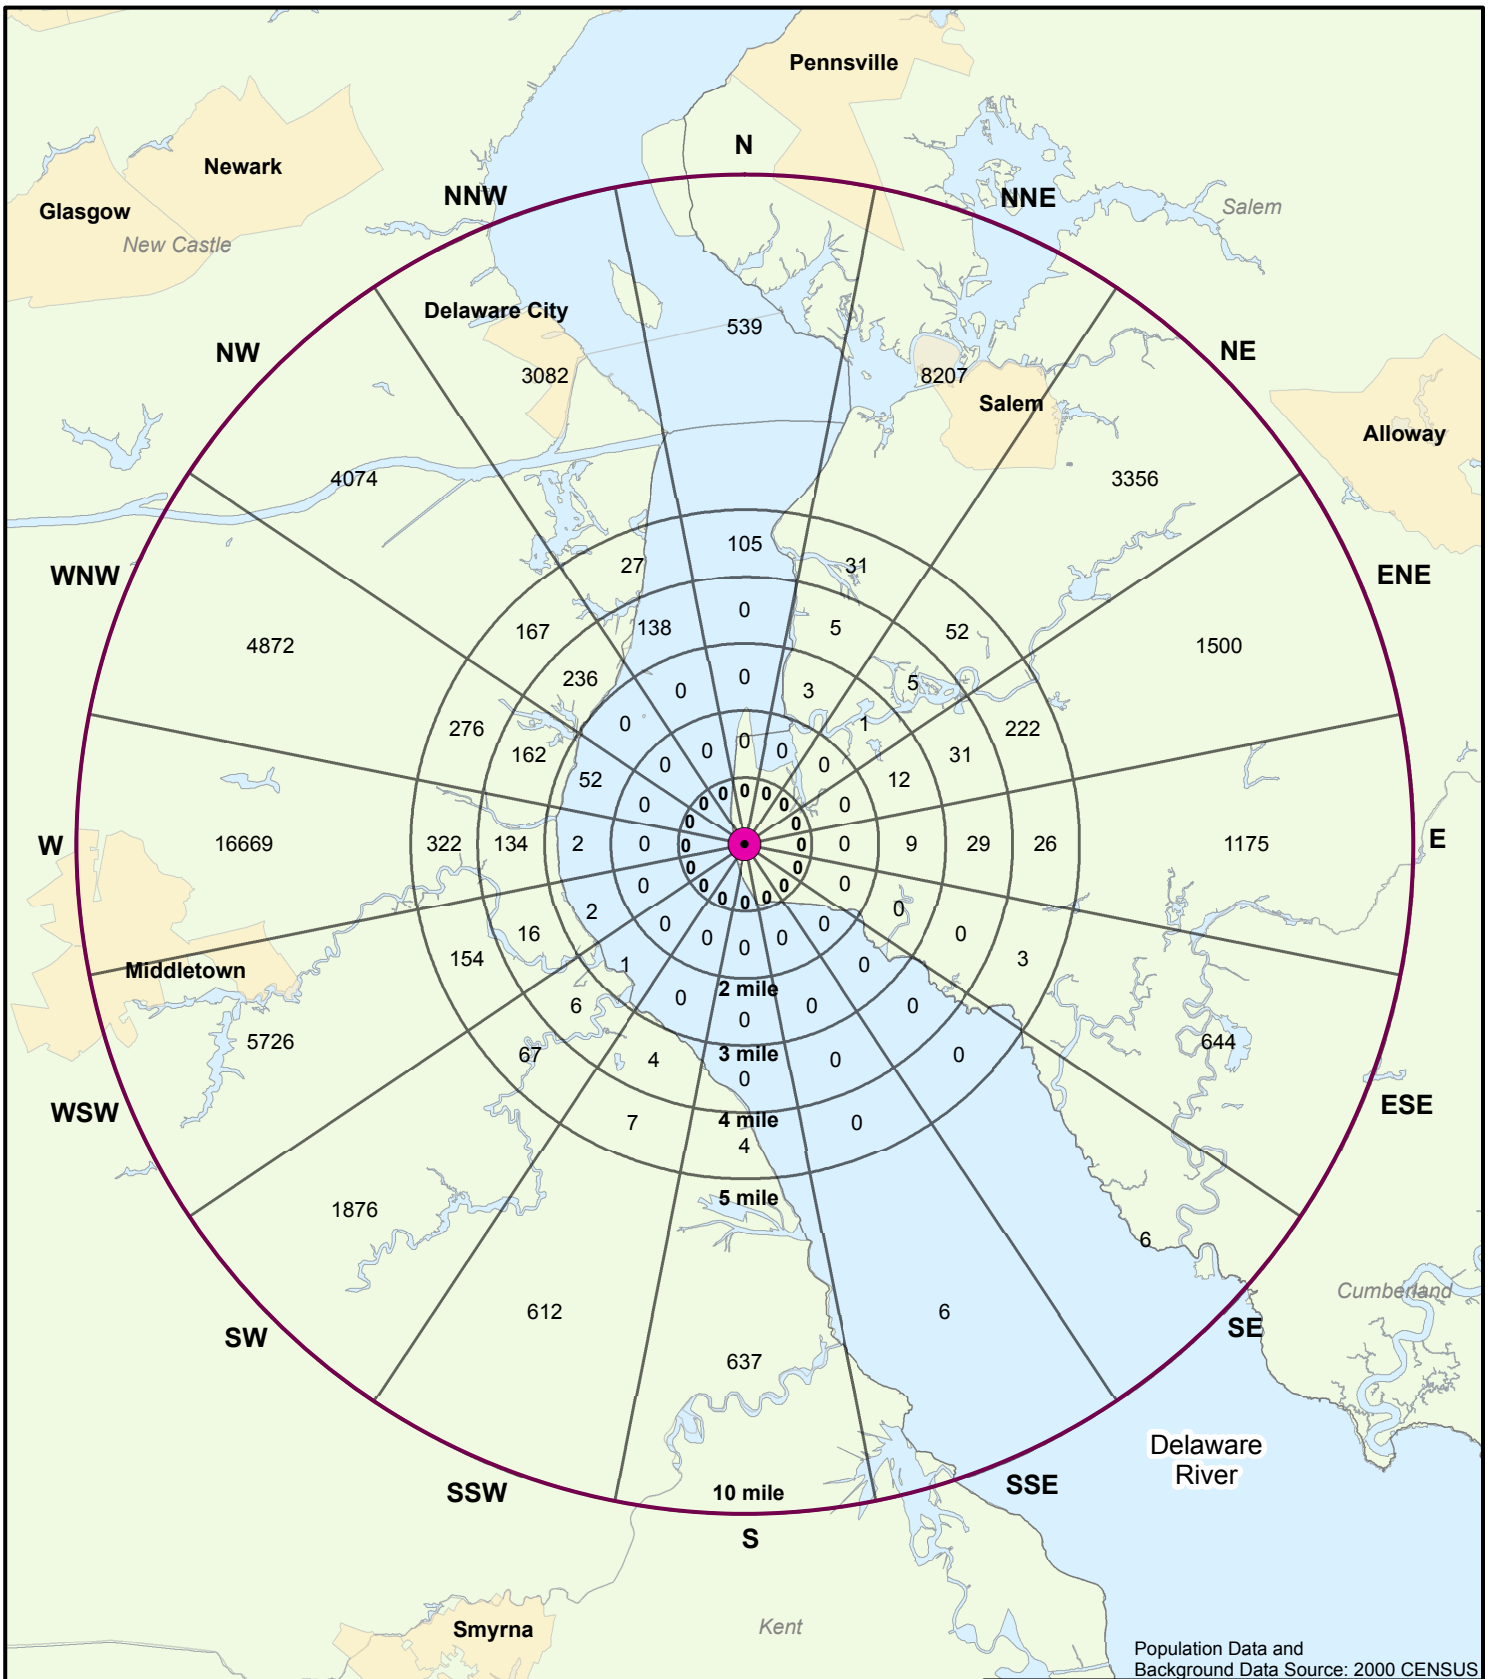 Pennsville
N
Newark
NNW
NNE
Glasgow
Salem
New Castle
Delaware City
539
NW
NE
3082
8207
Salem
Alloway
4074
3356
105
27
31
WNW
ENE
0
167
138
5
52
4872
1500
236
0
0
3
5
276
0
1
222
162
0
0
0
31
0
0
52
12
0
0
0 0 0 0 0
0
0
W
16669
322
134
2
0
0
0
0
9
29
26
1175
E
0
0
0
0
0 0 0 0 0
2
0
16
0
0
0
0
0
0
0
154
1
0
3
Middletown
2 mile
0
0
6
0
0
5726
644
67
4
3 mile
0
0
0
WSW
ESE
7
4 mile
0
4
5 mile
1876
6
Cumberland
612
6
SW
SE
637
Delaware
River
SSW
10 mile
SSE
S
Smyrna
Kent
Population Data and
Background Data Source: 2000 CENSUS